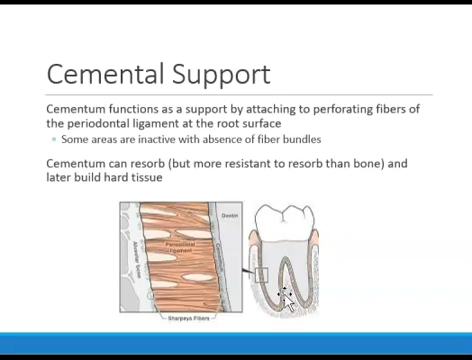 Cemental Support
Cementum functions as a support by attaching to perforating fibers of
the periodontal ligament at the root surface
Some areas are inactive with absence of fiber bundles
Cementum can resorb (but more resistant to resorb than bone) and
later build hard tissue
Dentin
Periodontal
ligament
Alveolar bone
Cementum
Sharpeys Fibers